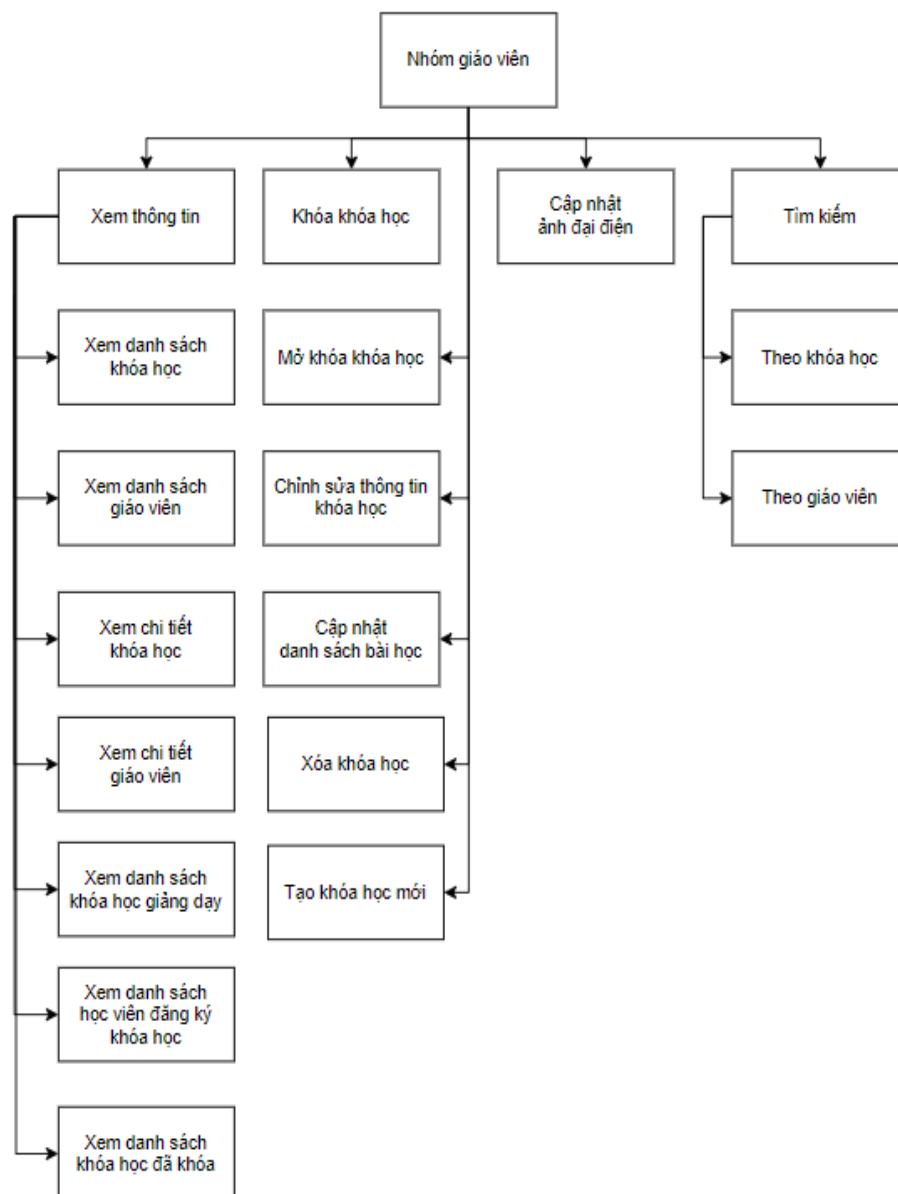 Nhóm giáo viên
Xem thông tin
Khóa khóa học
Cập nhật
ảnh đại điện
Tìm kiếm
Xem danh sách
khóa học
Mở khóa khóa học
Theo khóa học
Xem danh sách
giáo viên
Chỉnh sửa thông tin
khóa học
Theo giáo viên
Xem chi tiết
khóa học
Cập nhật
danh sách bài học
Xem chi tiết
giáo viên
Xóa khóa học
Xem danh sách
khóa học giảng dạy
Tạo khóa học mới
Xem danh sách
học viên đăng ký
khóa học
Xem danh sách
khóa học đã khóa